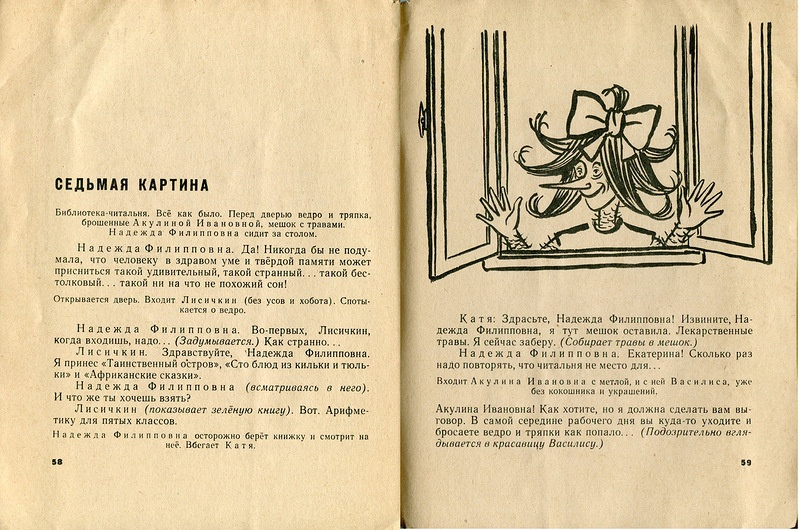 СЕДЬМАЯ КАРТИНА
Библиотека-читальня. Всё как было. Перед дверью ведро и тряпка,
брошенные Акулиной Ивановной, мешок с травами.
Надежда Филипповна сидит за столом.
Надежда Филипповна. Да! Никогда бы не поду-
мала, что человеку в здравом уме и твёрдой памяти может
присниться такой удивительный, такой странный... такой бес-
толковый... такой ни на что не похожий сон!
Открывается дверь. Входит Лисичкин (без усов и хобота). Споты-
кается о ведро.
Надежда Филипповна. Во-первых, Лисичкин,
когда входишь, надо... (Задумывается.) Как странно...
Лисичкин. Здравствуйте, Надежда Филипповна.
Я принес «Таинственный остров», «Сто блюд из кильки и тюль-
ки» и «Африканские сказки».
Надежда Филипповна (всматриваясь в него).
И что же ты хочешь взять?
Лисичкин (показывает зелёную книгу). Вот. Арифме-
тику для пятых классов.
Надежда Филипповна осторожно берёт книжку и смотрит на
неё. Вбегает Катя.
58
Катя: Здрасьте, Надежда Филипповна! Извините, На-
дежда Филипповна, я тут мешок оставила. Лекарственные
травы. Я сейчас заберу. (Собирает травы в мешок.)
Надежда Филипповна. Екатерина! Сколько раз
надо повторять, что читальня не место для...
Входит Акулина Ивановна с метлой, и с ней Василиса, уже
без кокошника и украшений.
Акулина Ивановна! Как хотите, но я должна сделать вам вы-
говор. В самой середине рабочего дня вы куда-то уходите и
бросаете ведро и тряпки как попало... (Подозрительно вгля-
дывается в красавицу Василису.)
59